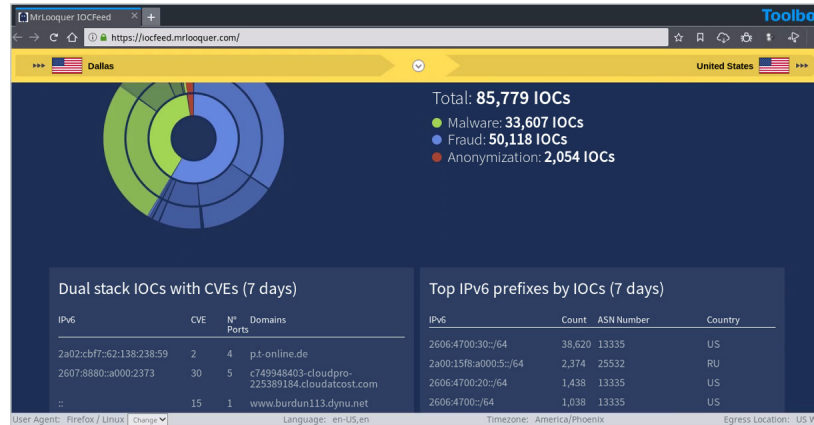 MrLooquer IOCFeed
Toolbo
https://iocfeed.mrlooquer.com/
Dallas
United States
Total: 85,779 IOCs
Malware: 33,607 IOCs
Fraud: 50,118 IOCs
Anonymization: 2,054 IOCs
Dual stack IOCs with CVEs (7 days)
IPv6 CVE Nº Ports Domains
2a02:cbf7::62:138:238:59 2 4 p.t-online.de
2607:8880::a000:2373 30 5 c749948403-cloudpro-
225389184.cloudatcost.com
:: 15 1 www.burdun113.dynu.net
Top IPv6 prefixes by IOCs (7 days)
IPv6 Count ASN Number Country
2606:4700:30::/64 38,620 13335 US
2a00:15f8:a000:5::/64 2,374 25532 RU
2606:4700:20::/64 1,438 13335 US
2606:4700::/64 1,038 13335 US
User Agent: Firefox / Linux Change Language: en-US,en Timezone: America/Phoenix Egress Location: US W